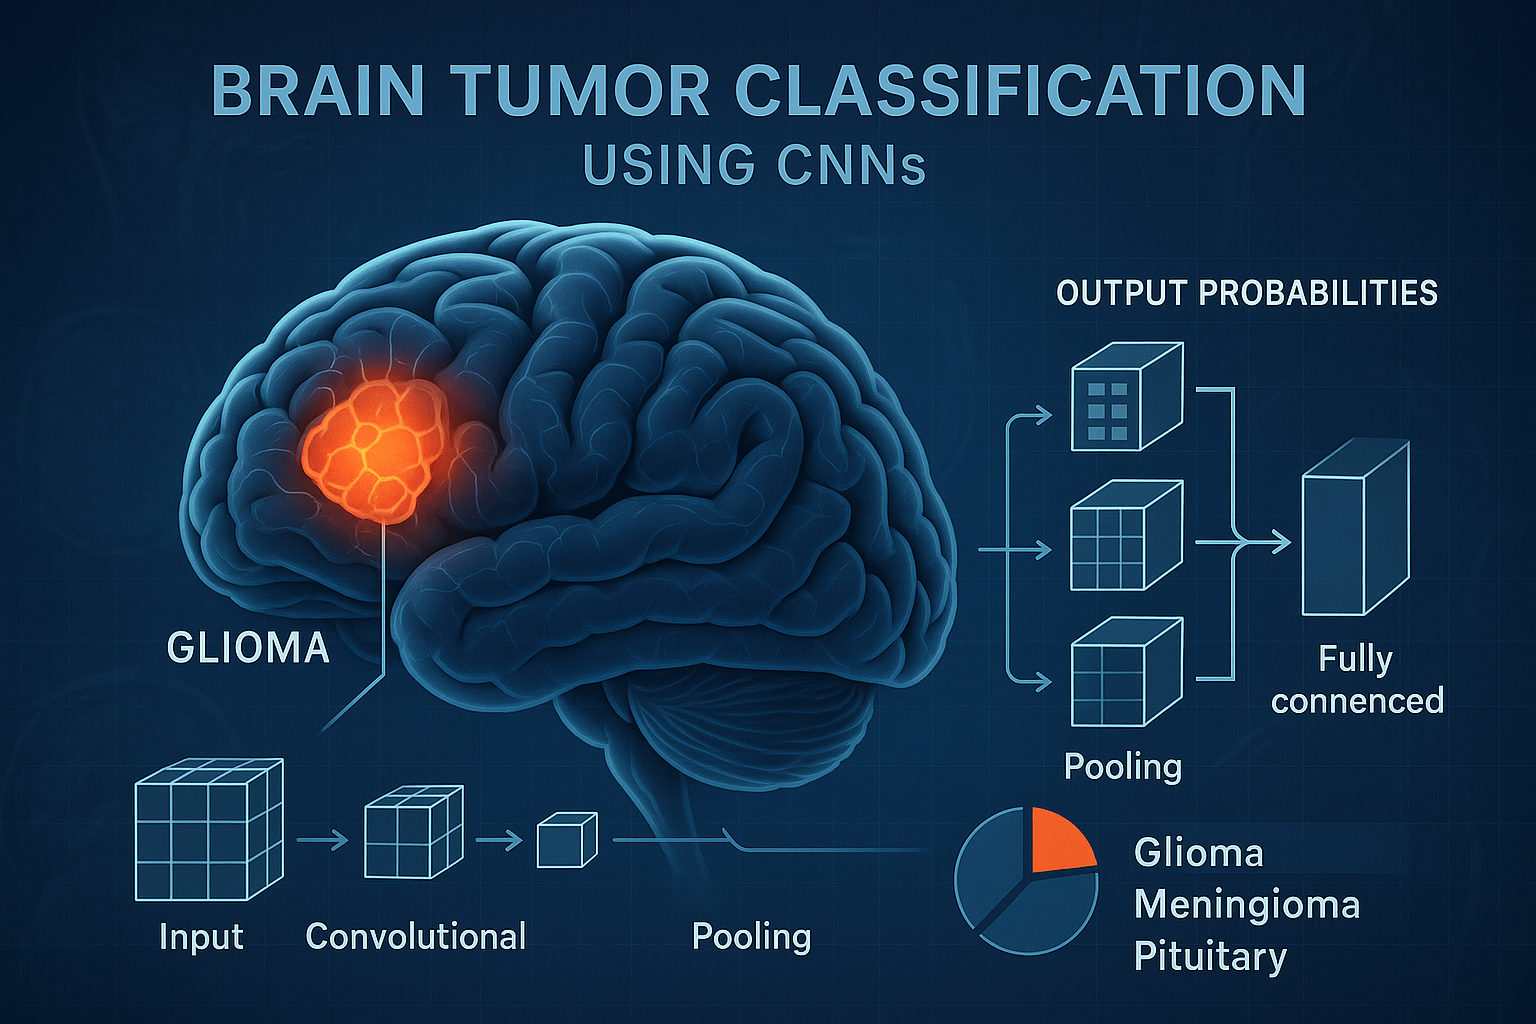 BRAIN TUMOR CLASSIFICATION
USING CNNs
OUTPUT PROBABILITIES
GLIOMA
Fully
connenced
Pooling
Input
Convolutional
Pooling
Glioma
Meningioma
Pituitary